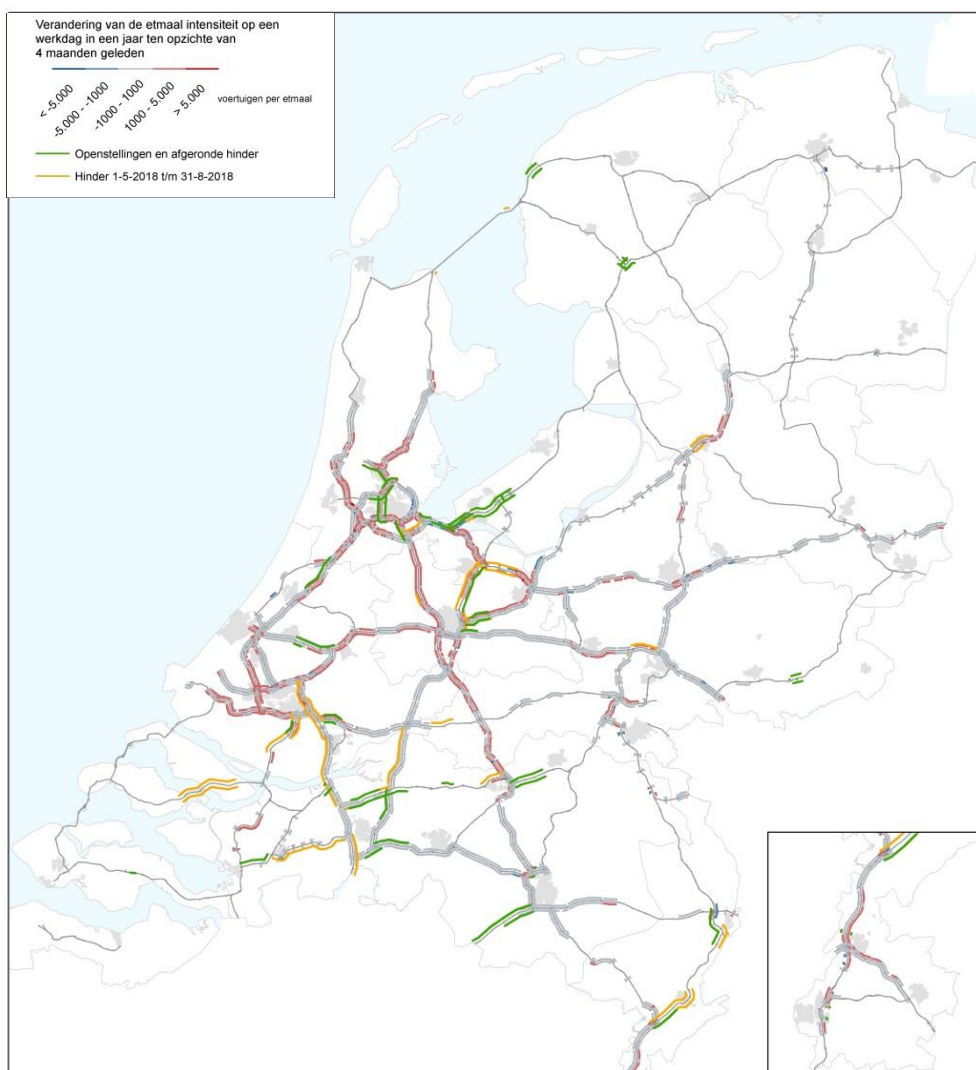 Verandering van de etmaal intensiteit op een
werkdag in een jaar ten opzichte van
4 maanden geleden
< -5.000
-5.000 - -1000
-1000 - 1000
1000 - 5.000
> 5.000
voertuigen per etmaal
Openstellingen en afgeronde hinder
Hinder 1-5-2018 t/m 31-8-2018